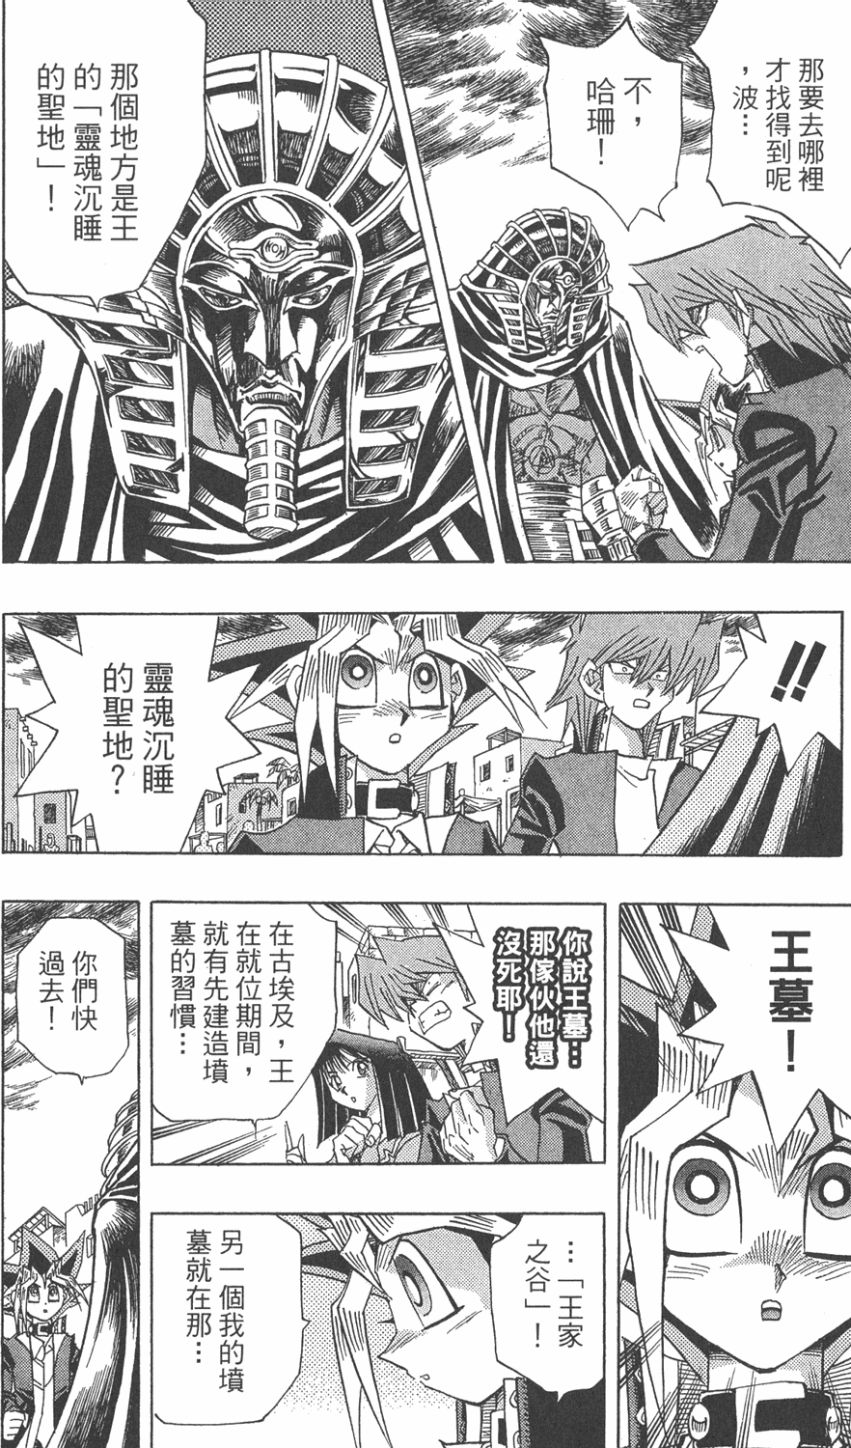 那要去哪裡
才找得到呢
，波…
不，
哈珊！
那個地方是王
的「靈魂沉睡
的聖地」！
!!
靈魂沉睡
的聖地？
王墓！
你說王墓…
那傢伙他還
沒死耶！
在古埃及，王
在就位期間，
就有先建造墳
墓的習慣…
…「王家
之谷」！
另一個我的墳
墓就在那…
你們快
過去！